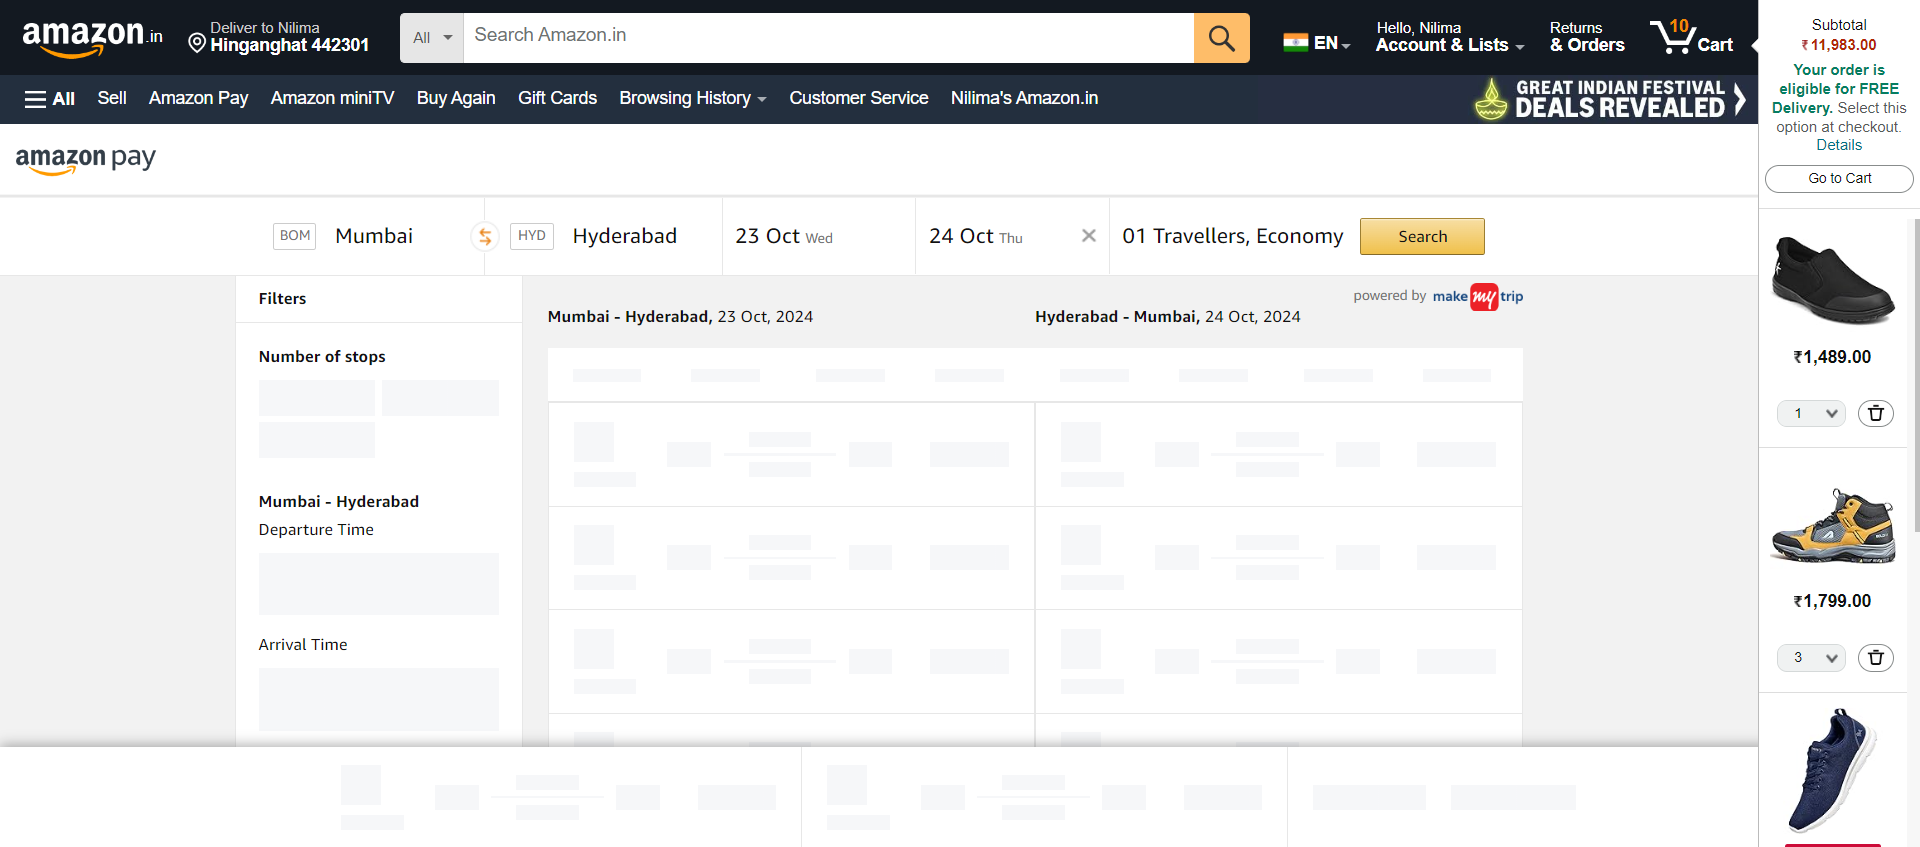 amazon.in
Deliver to Nilima
Hinganghat 442301
All
Search Amazon.in
EN
Hello, Nilima
Account & Lists
Returns
& Orders
10
Cart
All
Sell
Amazon Pay
Amazon miniTV
Buy Again
Gift Cards
Browsing History
Customer Service
Nilima's Amazon.in
GREAT INDIAN FESTIVAL
DEALS REVEALED
amazon pay
BOM
Mumbai
HYD
Hyderabad
23 Oct Wed
24 Oct Thu
01 Travellers, Economy
Search
Filters
Number of stops
Mumbai - Hyderabad
Departure Time
Arrival Time
powered by make my trip
Mumbai - Hyderabad, 23 Oct, 2024
Hyderabad - Mumbai, 24 Oct, 2024
Subtotal
₹11,983.00
Your order is
eligible for FREE
Delivery. Select this
option at checkout.
Details
Go to Cart
₹1,489.00
1
₹1,799.00
3